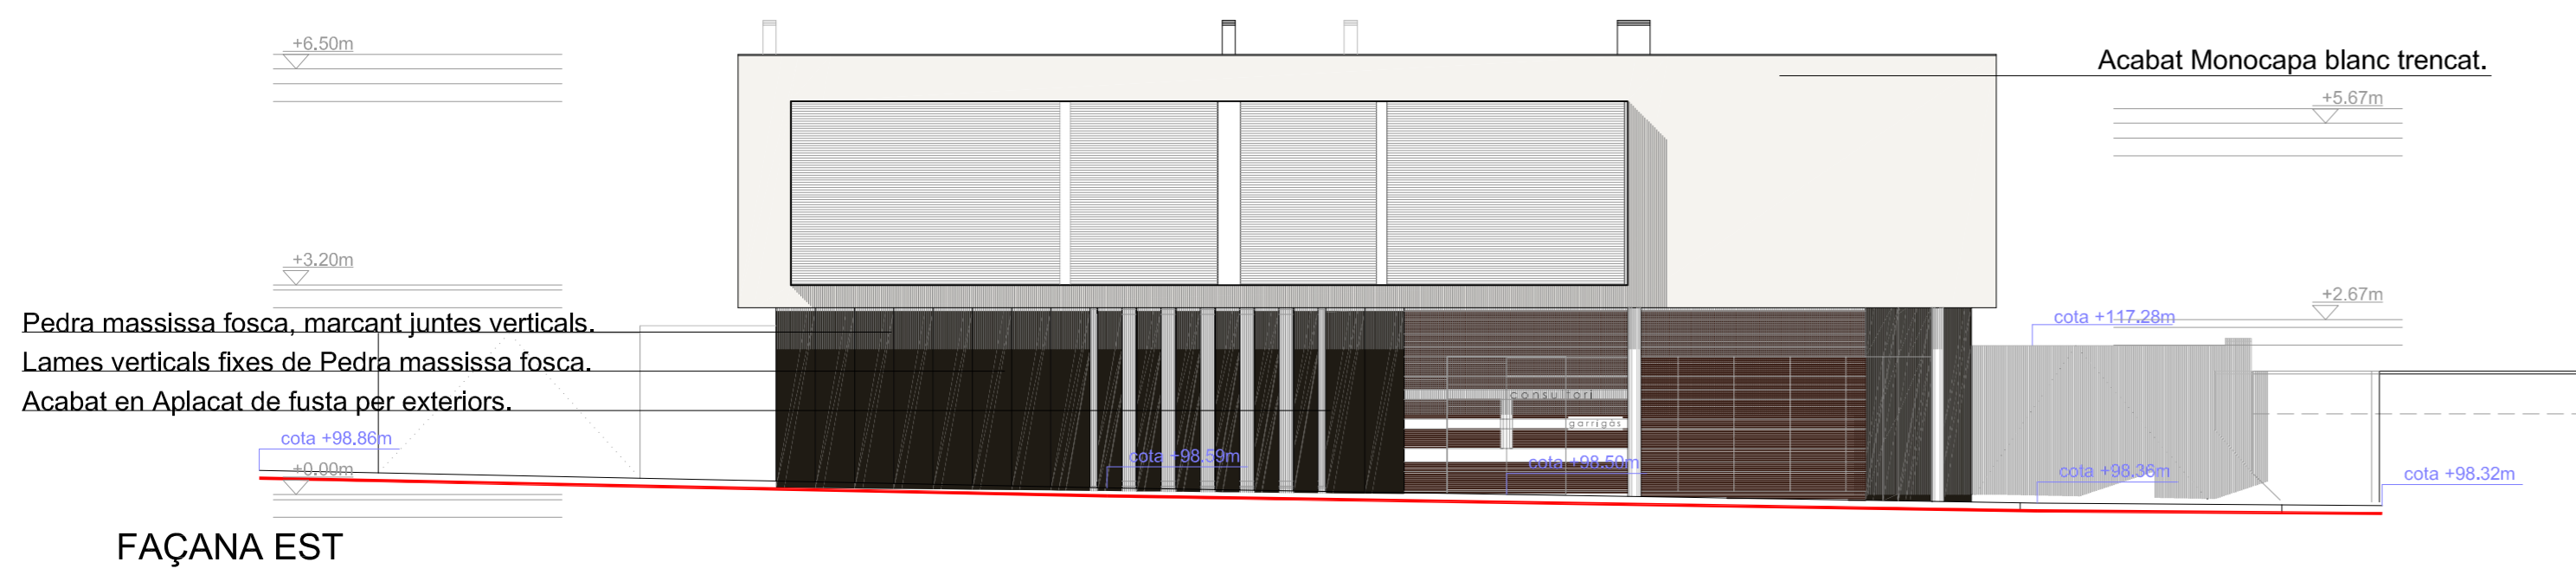 +6.50m
Acabat Monocapa blanc trencat.
+5.67m
+3.20m
+2.67m
Pedra massissa fosca, marcant juntes verticals.
cota +117.28m
Lames verticals fixes de Pedra massissa fosca.
Acabat en Aplacat de fusta per exteriors.
consultori
garrigàs
cota +98.86m
+0.00m
cota +98.59m
cota +98.50m
cota +98.36m
cota +98.32m
FAÇANA EST